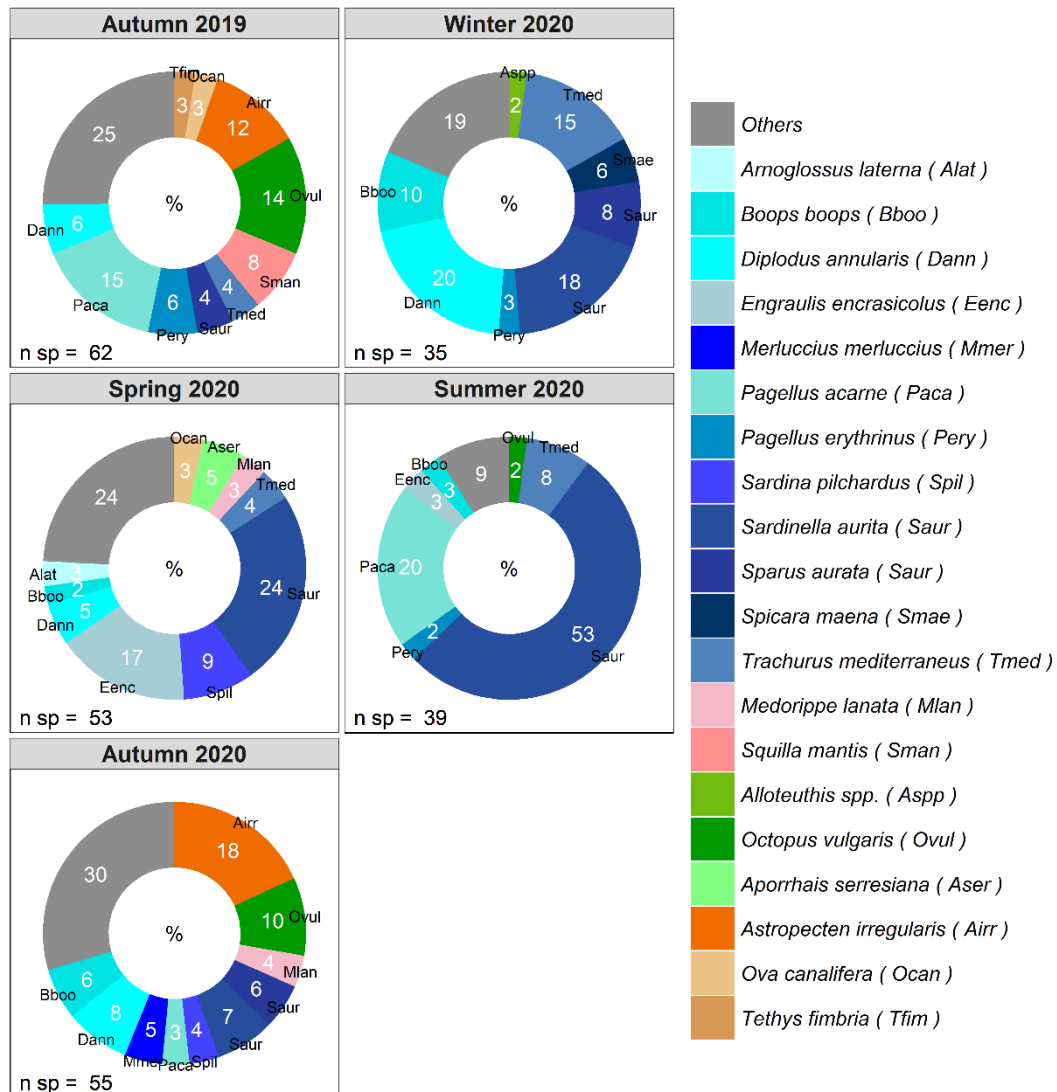 Autumn 2019
Tfim
Ocan
Airr
3
3
12
25
14
Ovul
%
Dann
6
8
Sman
15
4
Tmed
Paca
6
4
Saur
Pery
n sp = 62
Winter 2020
Aspp
Tmed
2
15
19
Smae
6
Bboo
10
%
8
Saur
20
18
Dann
3
Saur
Pery
n sp = 35
Spring 2020
Ocan
Aser
Mlan
3
5
3
Tmed
4
24
Alat
3
%
24
Saur
Bboo
2
Dann
5
17
9
Eenc
Spil
n sp = 53
Summer 2020
Ovul
Tmed
Bboo
9
2
8
Eenc
3
3
Paca
20
%
2
53
Pery
Saur
n sp = 39
Autumn 2020
Airr
18
30
10
Ovul
%
4
Mlan
Bboo
6
6
Saur
8
7
Dann
5
3
4
Saur
Mme
Paca
Spil
n sp = 55
Others
Arnoglossus laterna ( Alat )
Boops boops ( Bboo )
Diplodus annularis ( Dann )
Engraulis encrasicolus ( Eenc )
Merluccius merluccius ( Mmer )
Pagellus acarne ( Paca )
Pagellus erythrinus ( Pery )
Sardina pilchardus ( Spil )
Sardinella aurita ( Saur )
Sparus aurata ( Saur )
Spicara maena ( Smae )
Trachurus mediterraneus ( Tmed )
Medorippe lanata ( Mlan )
Squilla mantis ( Sman )
Alloteuthis spp. ( Aspp )
Octopus vulgaris ( Ovul )
Aporrhais serresiana ( Aser )
Astropecten irregularis ( Airr )
Ova canalifera ( Ocan )
Tethys fimbria ( Tfim )